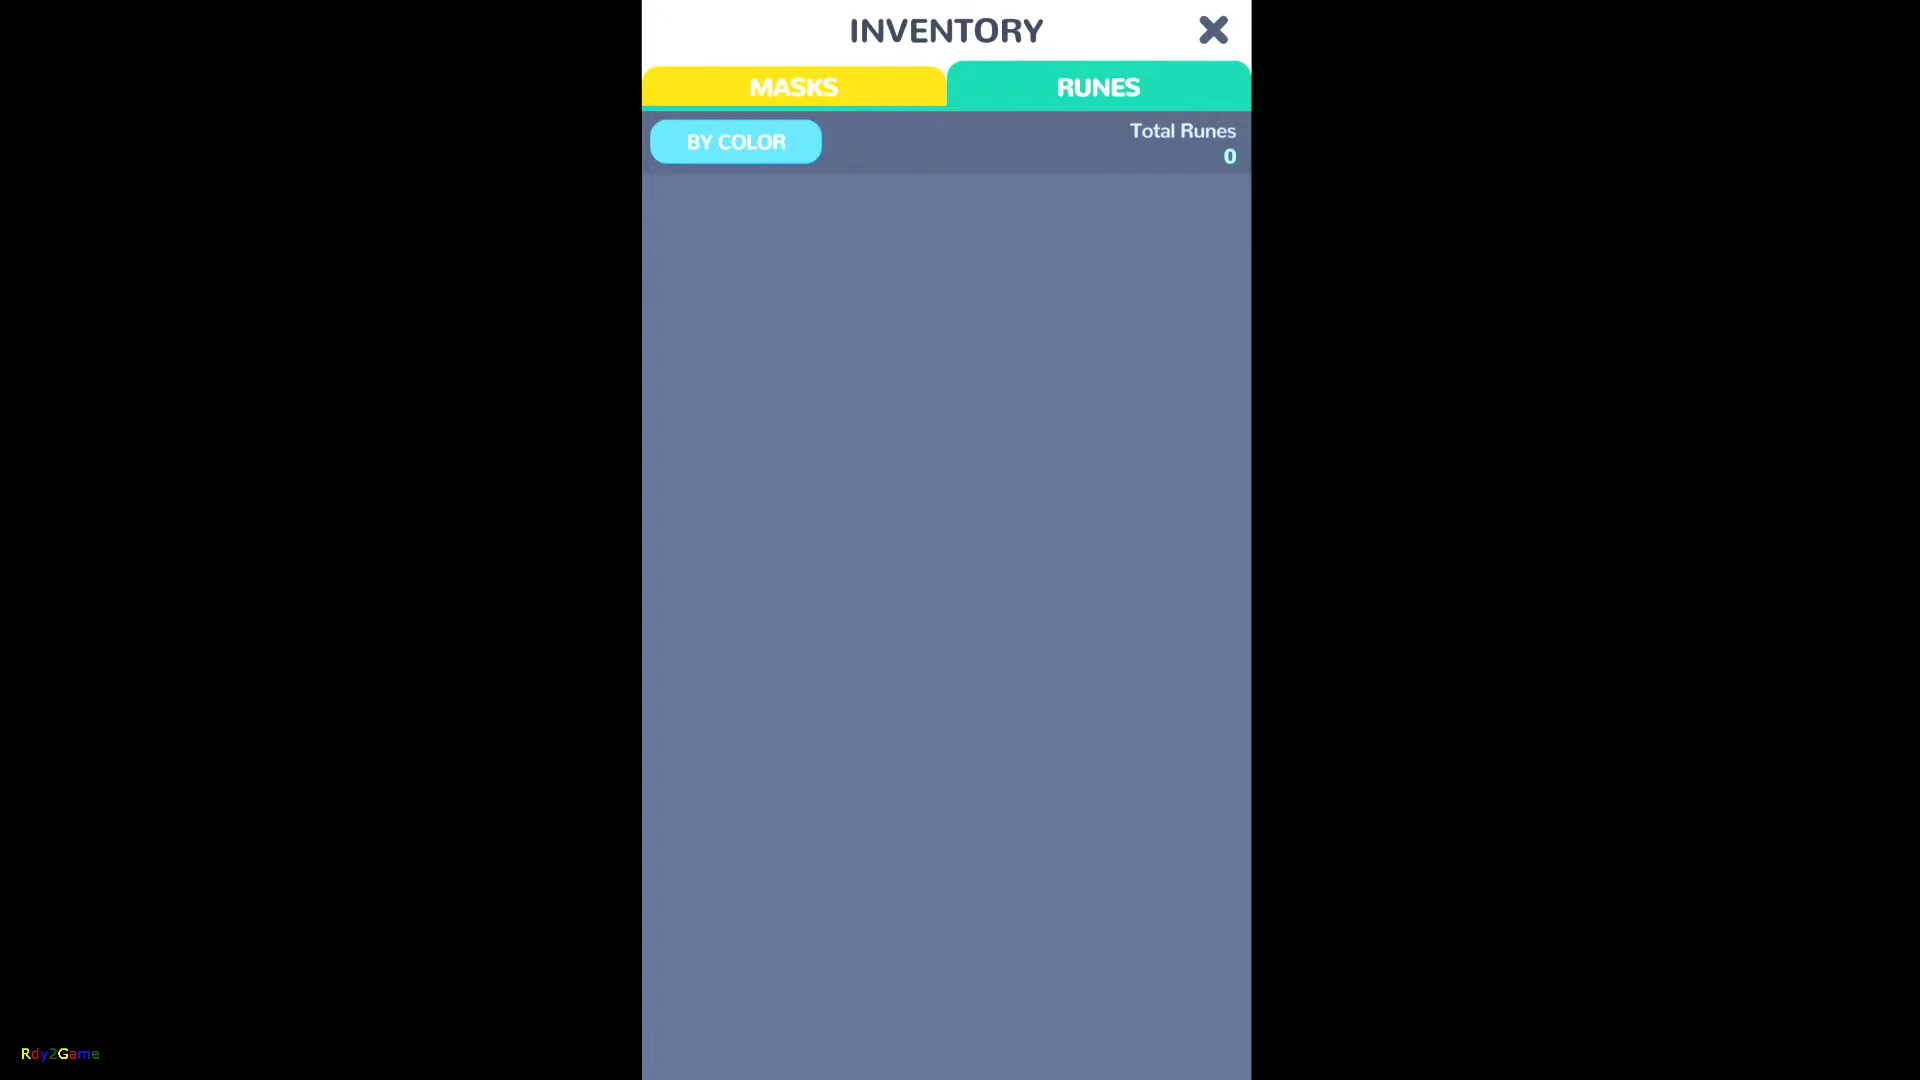 INVENTORY
MASKS
RUNES
BY COLOR
Total Runes
0
Rdy2Game